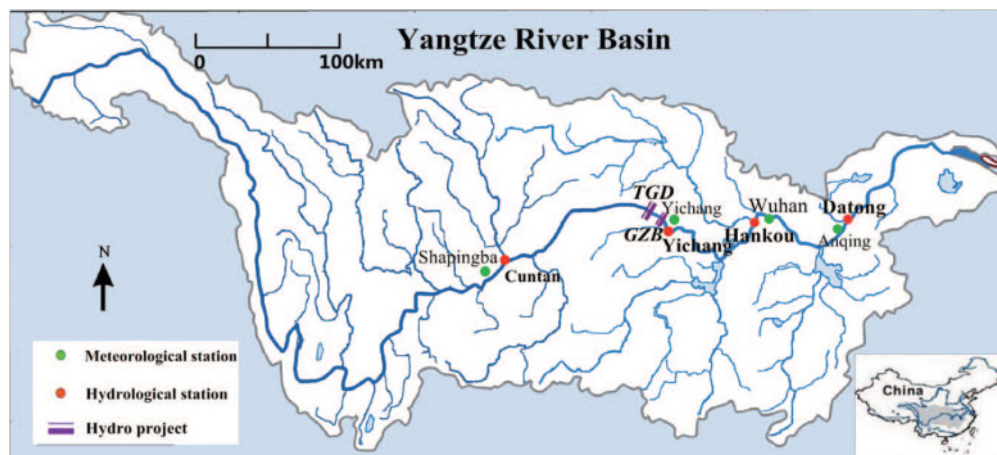 Yangtze River Basin
0 100km
TGD
Yichang
GZB
Yichang
Wuhan
Hankou
Datong
Anqing
Shapingba
Cuntan
N
Meteorological station
Hydrological station
Hydro project
China